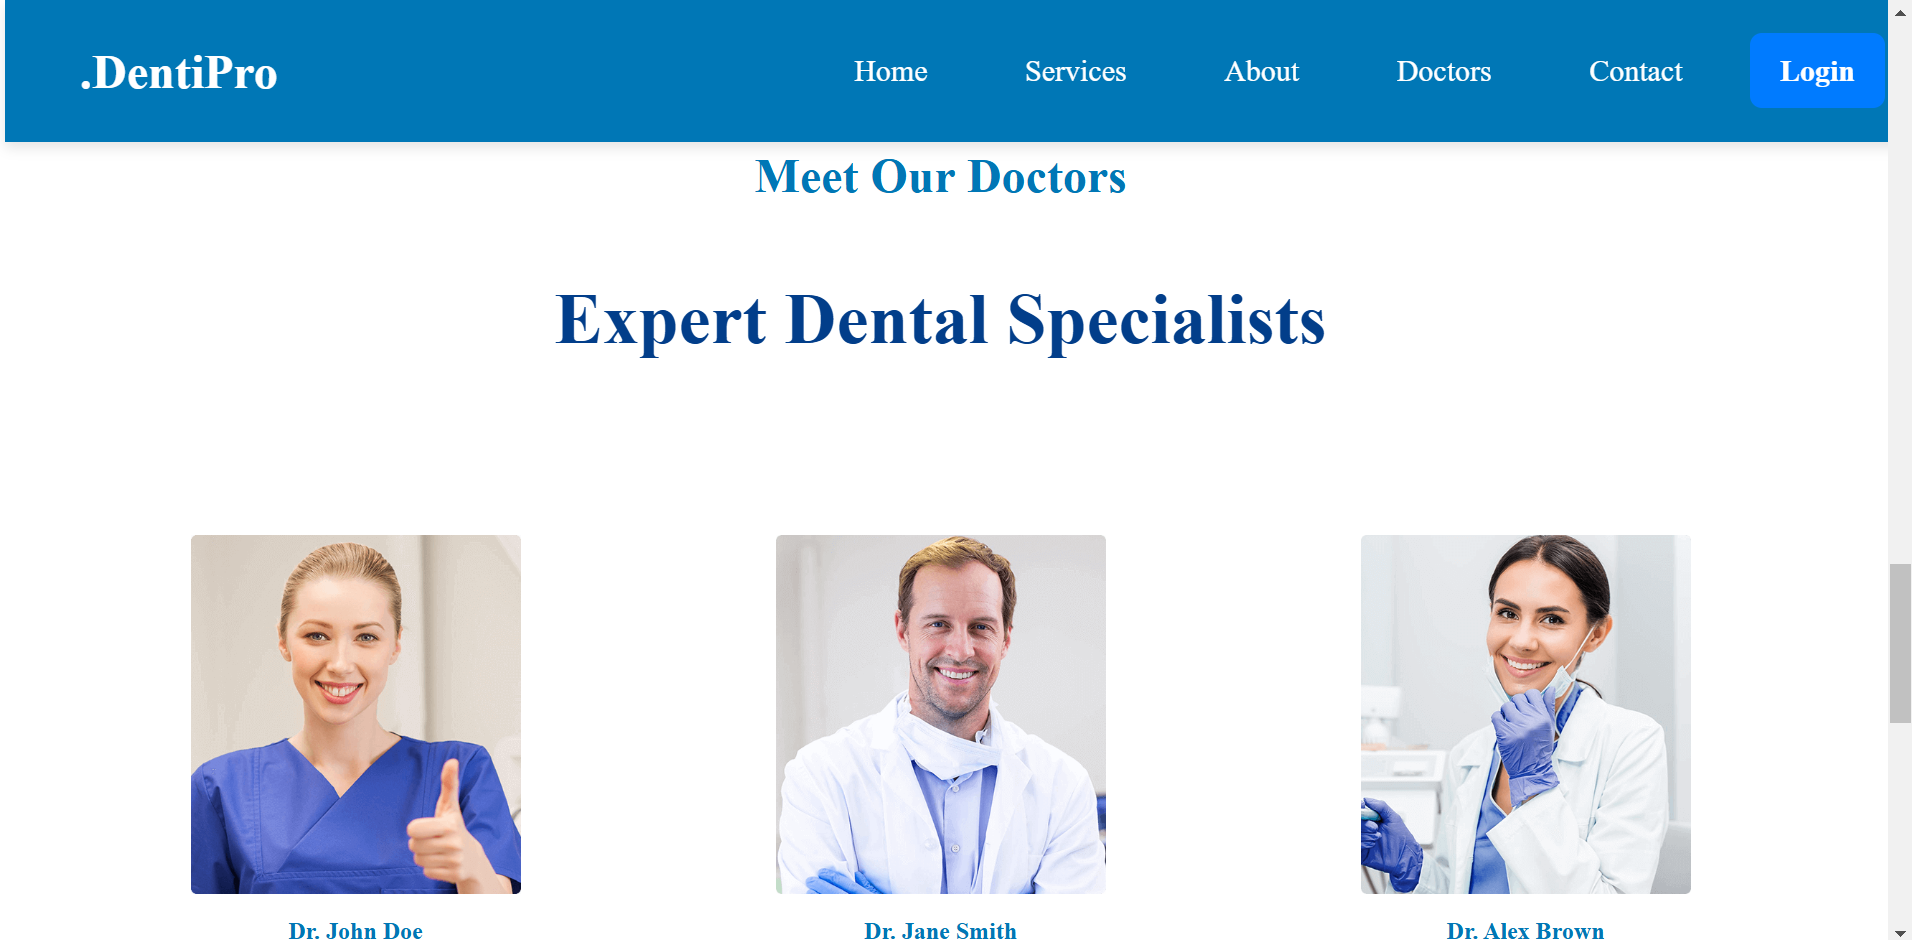 .DentiPro Home Services About Doctors Contact Login
Meet Our Doctors
Expert Dental Specialists
Dr. John Doe Dr. Jane Smith Dr. Alex Brown